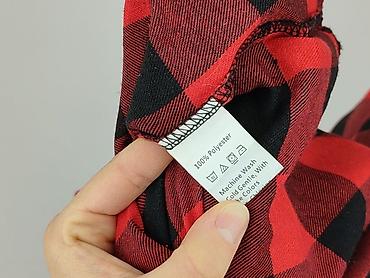 100% Polyester
Machine Wash
Cold Gentle, With
Colors